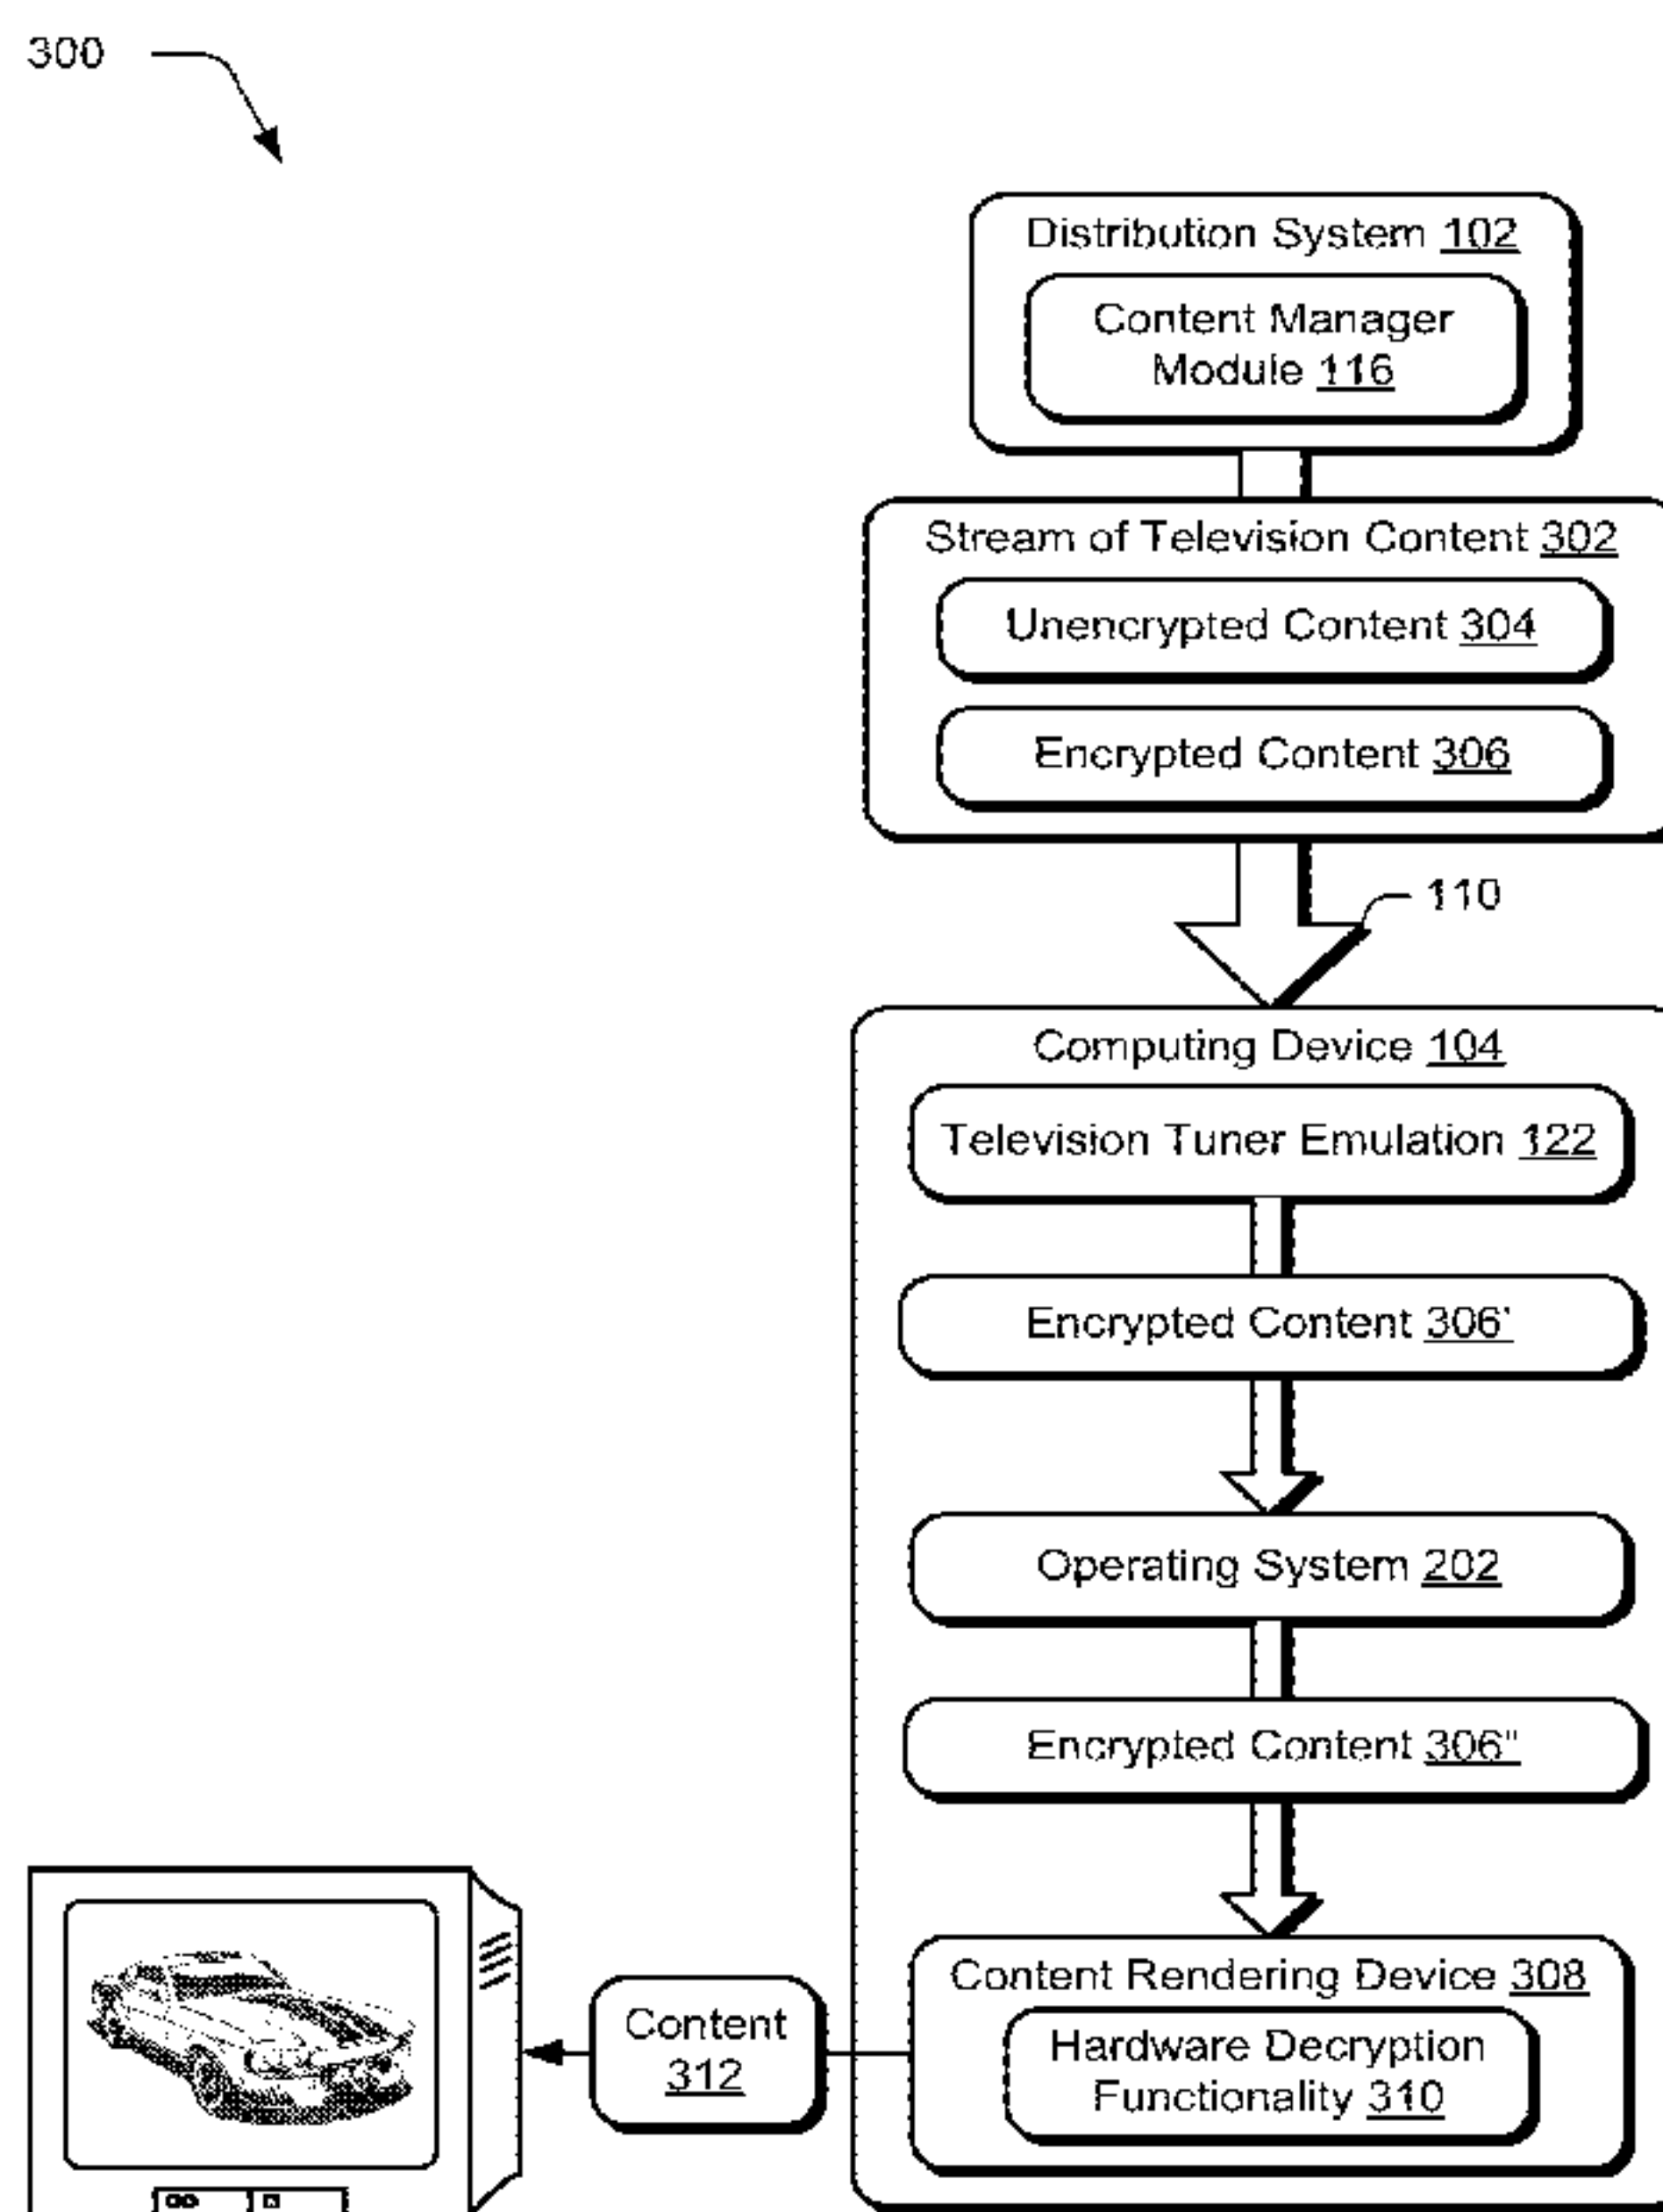 300
Distribution System 102
Content Manager
Module 116
Stream of Television Content 302
Unencrypted Content 304
Encrypted Content 306
110
Computing Device 104
Television Tuner Emulation 122
Encrypted Content 306'
Operating System 202
Encrypted Content 306"
Content Rendering Device 308
Hardware Decryption
Functionality 310
Content
312